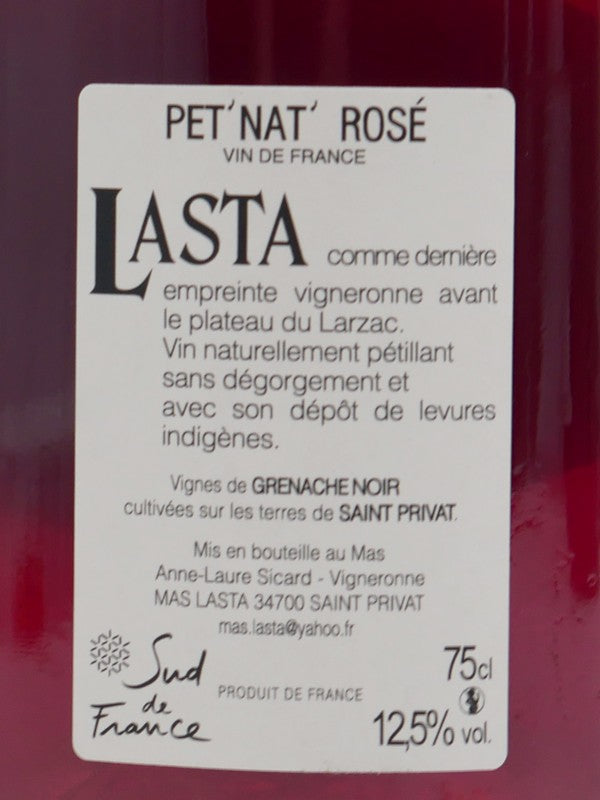 PET'NAT' ROSÉ
VIN DE FRANCE
LASTA comme dernière
empreinte vigneronne avant
le plateau du Larzac.
Vin naturellement pétillant
sans dégorgement et
avec son dépôt de levures
indigènes.
Vignes de GRENACHE NOIR
cultivées sur les terres de SAINT PRIVAT.
Mis en bouteille au Mas
Anne-Laure Sicard - Vigneronne
MAS LASTA 34700 SAINT PRIVAT
mas.lasta@yahoo.fr
Sud
de
France
PRODUIT DE FRANCE
75cl
12,5% vol.